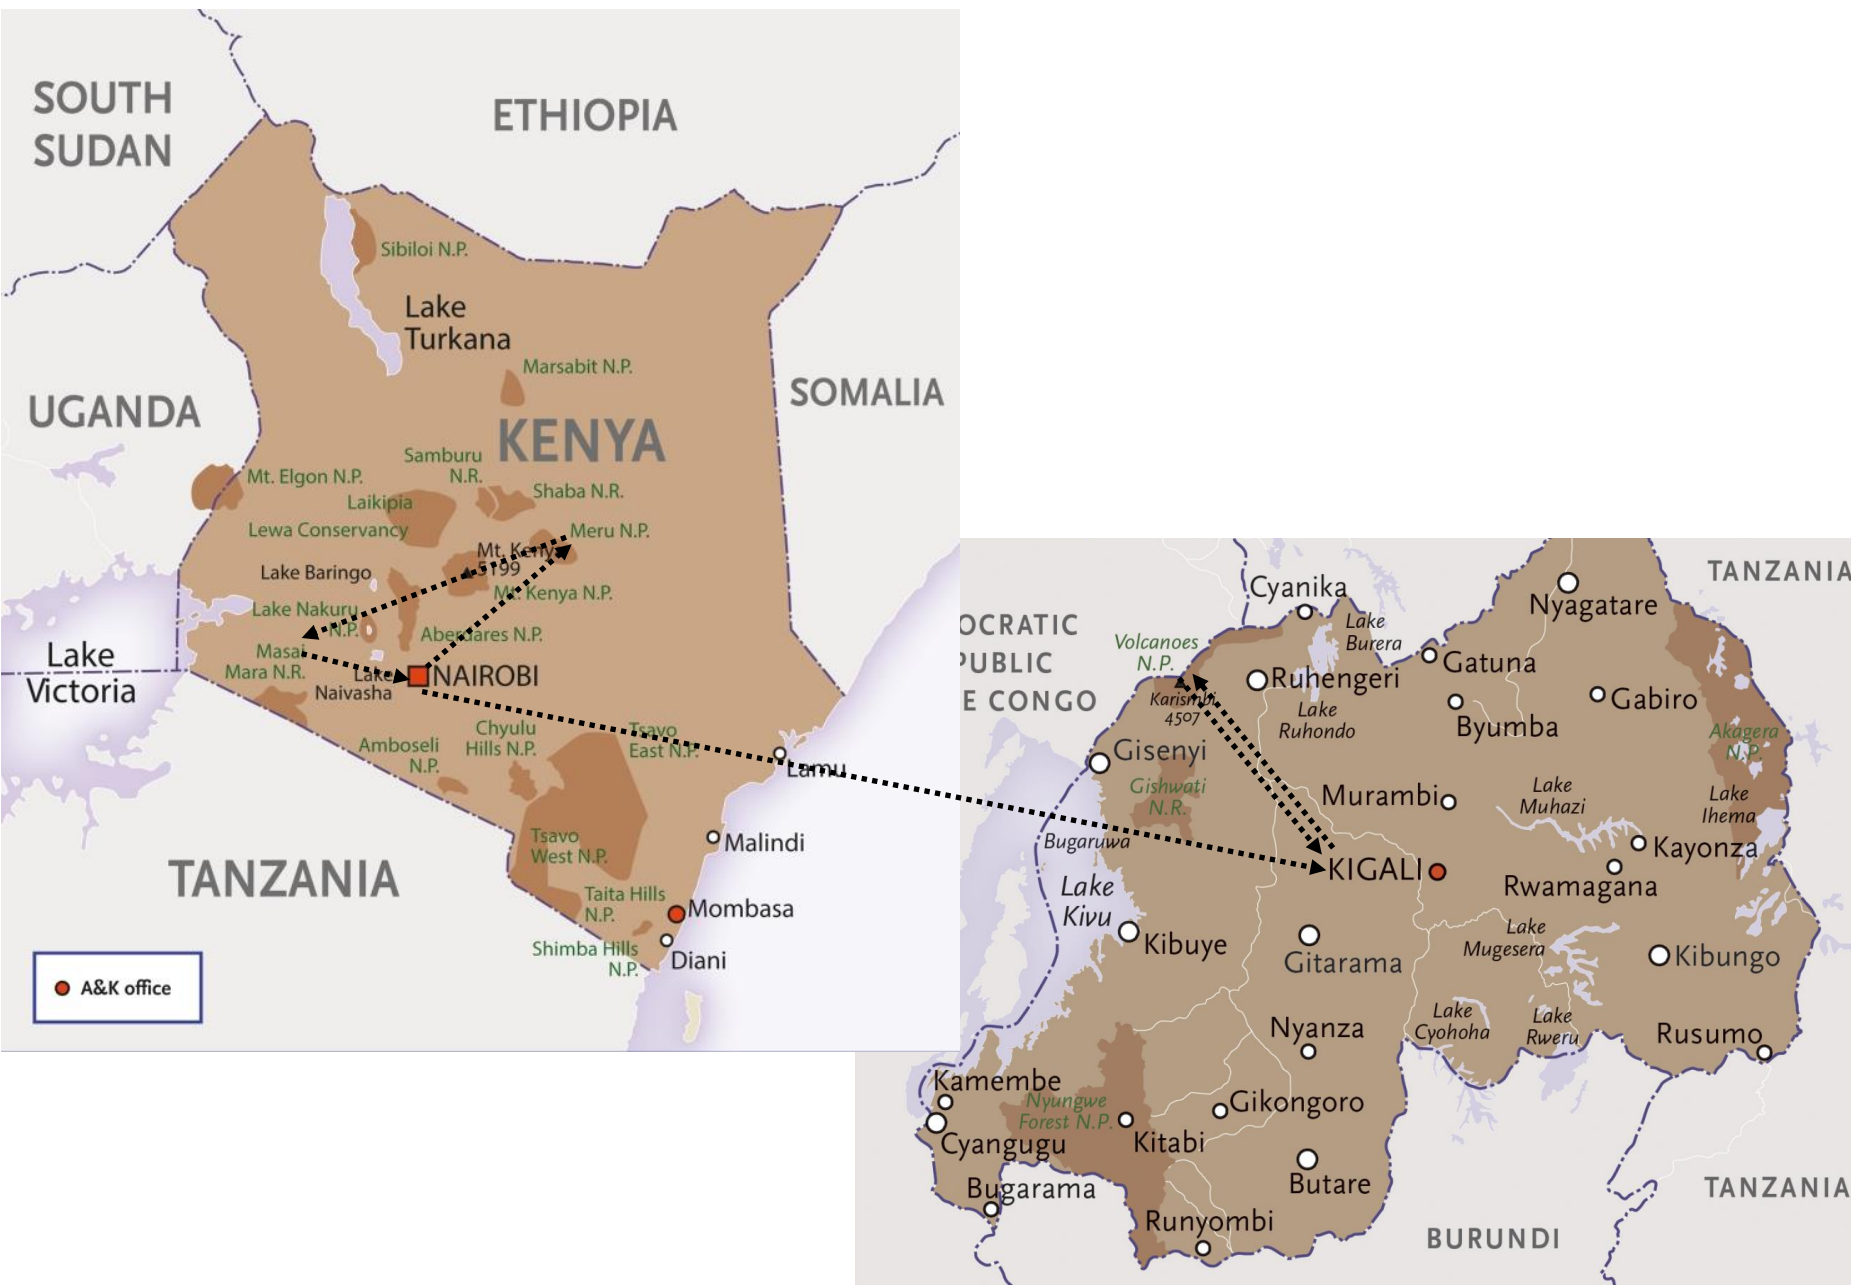 SOUTH
SUDAN
ETHIOPIA
Sibiloi N.P.
Lake
Turkana
Marsabit N.P.
UGANDA
SOMALIA
KENYA
Samburu
N.R.
Mt. Elgon N.P.
Laikipia
Shaba N.R.
Lewa Conservancy
Meru N.P.
Mt. Kenya
5199
Lake Baringo
Mt. Kenya N.P.
Lake Nakuru
N.P.
Aberdares N.P.
Masai
Mara N.R.
Lake
Naivasha
NAIROBI
Lake
Victoria
Chyulu
Hills N.P.
Tsavo
East N.P.
Amboseli
N.P.
Lamu
Tsavo
West N.P.
Malindi
TANZANIA
Taita Hills
N.P.
Mombasa
Shimba Hills
N.P.
Diani
A&K office
TANZANIA
Cyanika
Nyagatare
OCRATIC
PUBLIC
E CONGO
Volcanoes
N.P.
Lake
Burera
Gatuna
Ruhengeri
Karisimbi
4507
Lake
Ruhondo
Gabiro
Byumba
Akagera
N.P.
Gisenyi
Gishwati
N.R.
Murambi
Lake
Muhazi
Lake
Ihema
Bugaruwa
Kayonza
KIGALI
Rwamagana
Lake
Kivu
Kibuye
Gitarama
Lake
Mugesera
Kibungo
Nyanza
Lake
Cyohoha
Lake
Rweru
Rusumo
Kamembe
Nyungwe
Forest N.P.
Gikongoro
Cyangugu
Kitabi
Butare
Bugarama
Runyombi
TANZANIA
BURUNDI